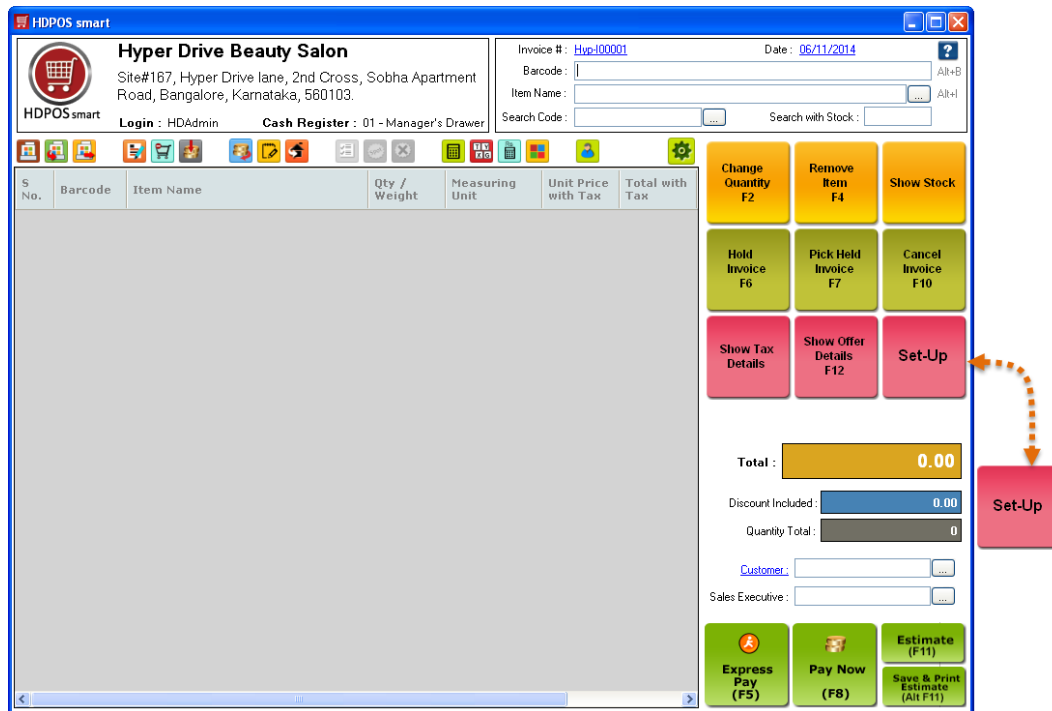 HDPOS smart
Hyper Drive Beauty Salon
Site#167, Hyper Drive lane, 2nd Cross, Sobha Apartment
Road, Bangalore, Karnataka, 560103.
HDPOS smart
Login : HDAdmin Cash Register : 01 - Manager's Drawer
Invoice # : Hyp-I00001 Date : 06/11/2014 ?
Barcode : Alt+B
Item Name : ... Alt+I
Search Code : ... Search with Stock :
S No. Barcode Item Name Qty / Weight Measuring Unit Unit Price with Tax Total with Tax
Change
Quantity
F2
Remove
Item
F4
Show Stock
Hold
Invoice
F6
Pick Held
Invoice
F7
Cancel
Invoice
F10
Show Tax
Details
Show Offer
Details
F12
Set-Up
Total : 0.00
Set-Up
Discount Included : 0.00
Quantity Total : 0
Customer : ...
Sales Executive : ...
Express
Pay
(F5)
Pay Now
(F8)
Estimate
(F11)
Save & Print
Estimate
(Alt F11)